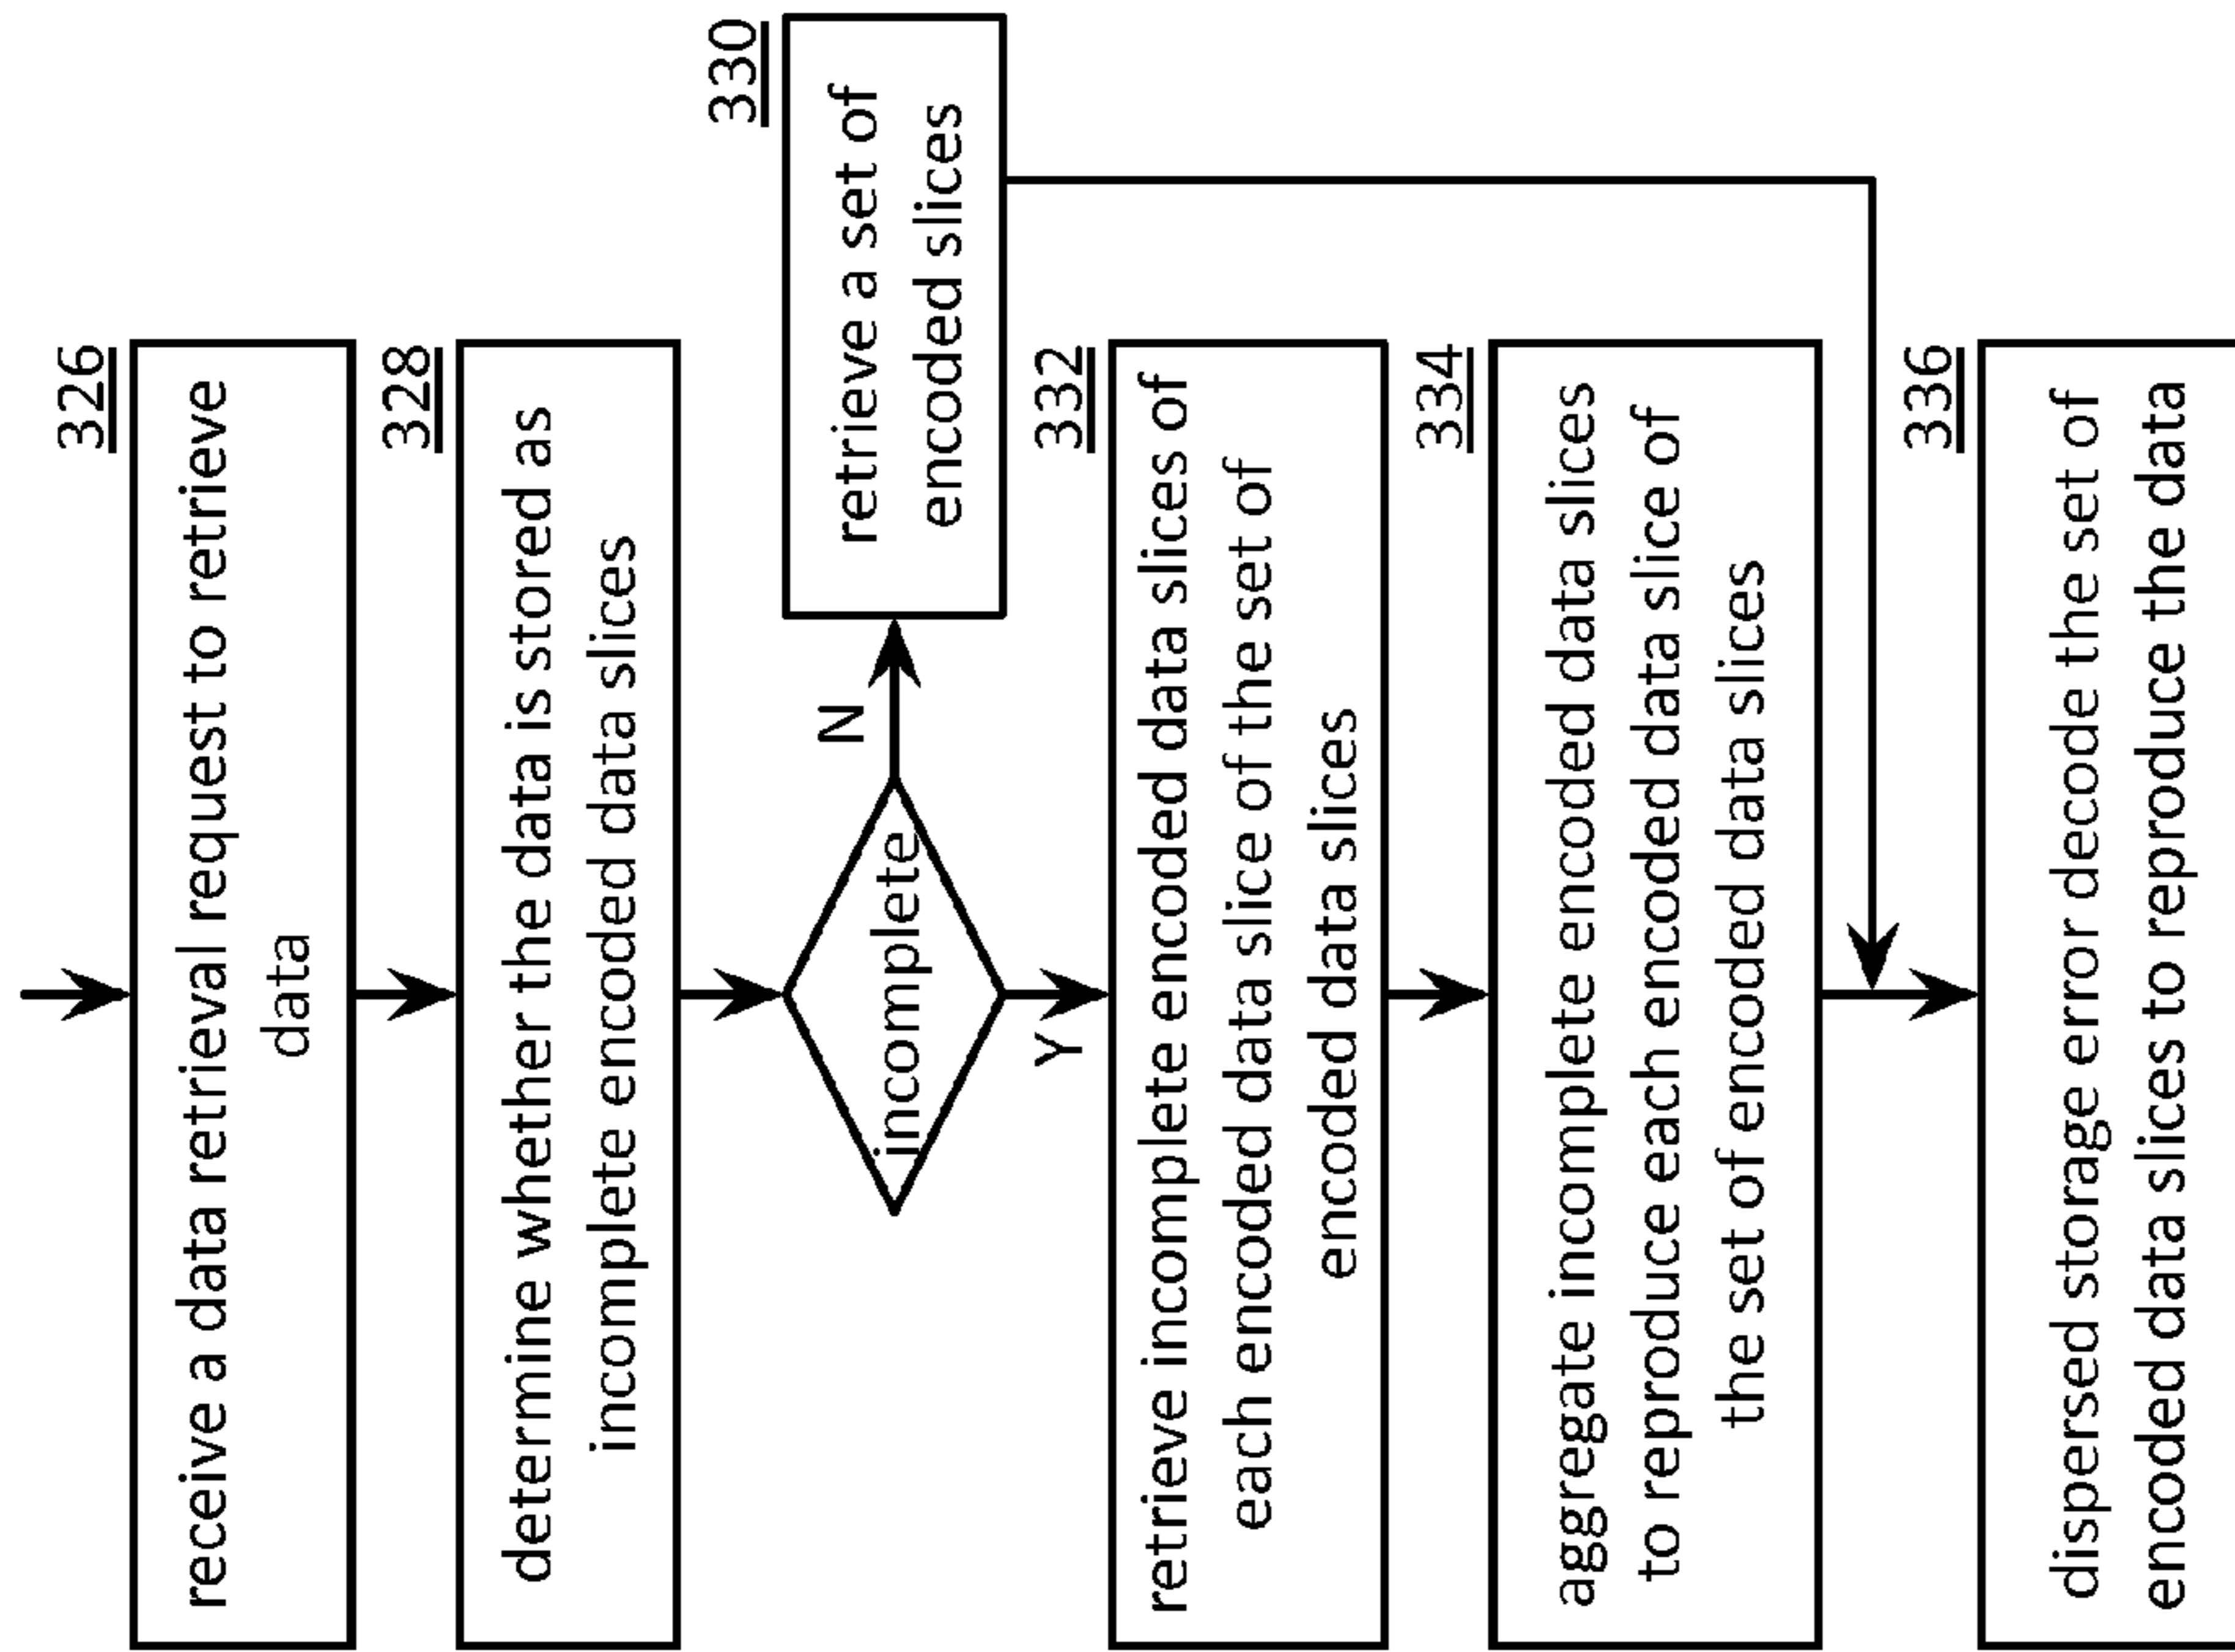 326
receive a data retrieval request to retrieve
data
328
determine whether the data is stored as
incomplete encoded data slices
incomplete
N
330
retrieve a set of
encoded slices
Y
332
retrieve incomplete encoded data slices of
each encoded data slice of the set of
encoded data slices
334
aggregate incomplete encoded data slices
to reproduce each encoded data slice of
the set of encoded data slices
336
dispersed storage error decode the set of
encoded data slices to reproduce the data